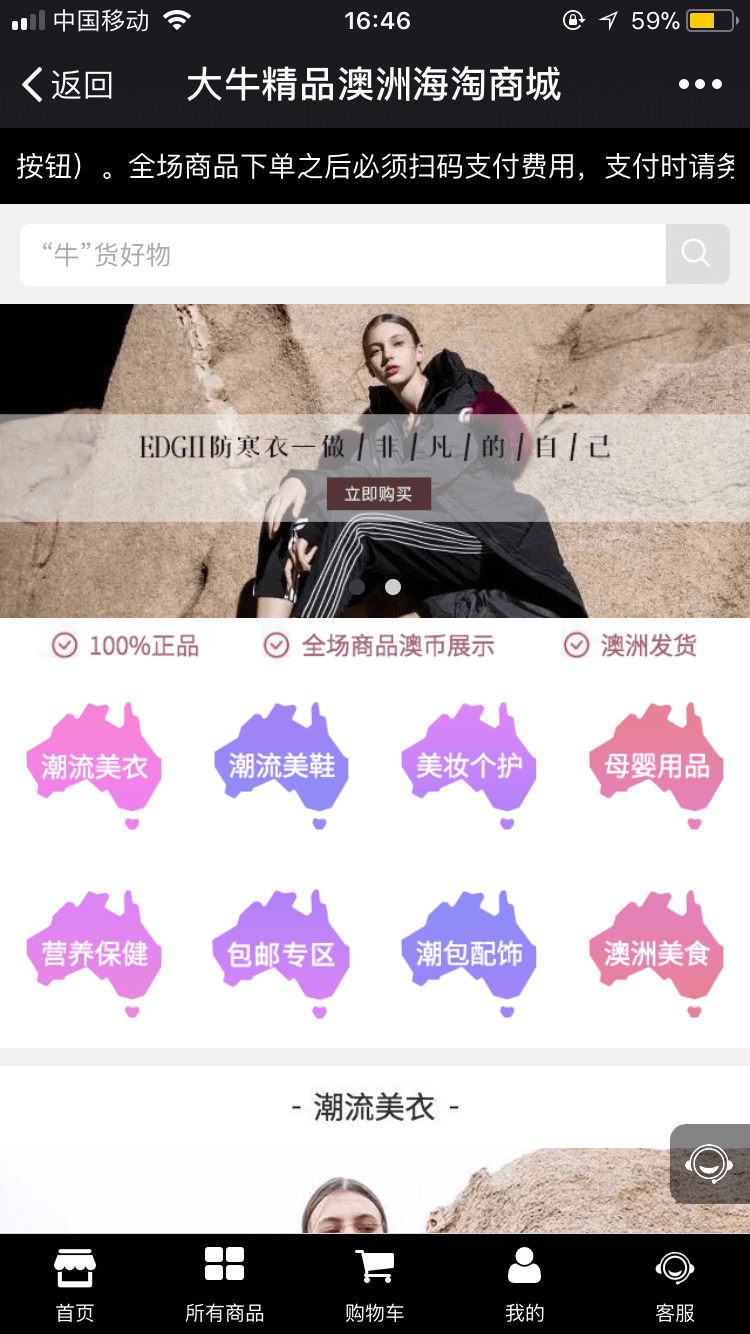 中国移动 16:46 59%
返回 大牛精品澳洲海淘商城
按钮）。全场商品下单之后必须扫码支付费用，支付时请务
“牛”货好物
EDGII防寒衣—做/非/凡/的/自/己
立即购买
100%正品 全场商品澳币展示 澳洲发货
潮流美衣 潮流美鞋 美妆个护 母婴用品
营养保健 包邮专区 潮包配饰 澳洲美食
- 潮流美衣 -
首页 所有商品 购物车 我的 客服